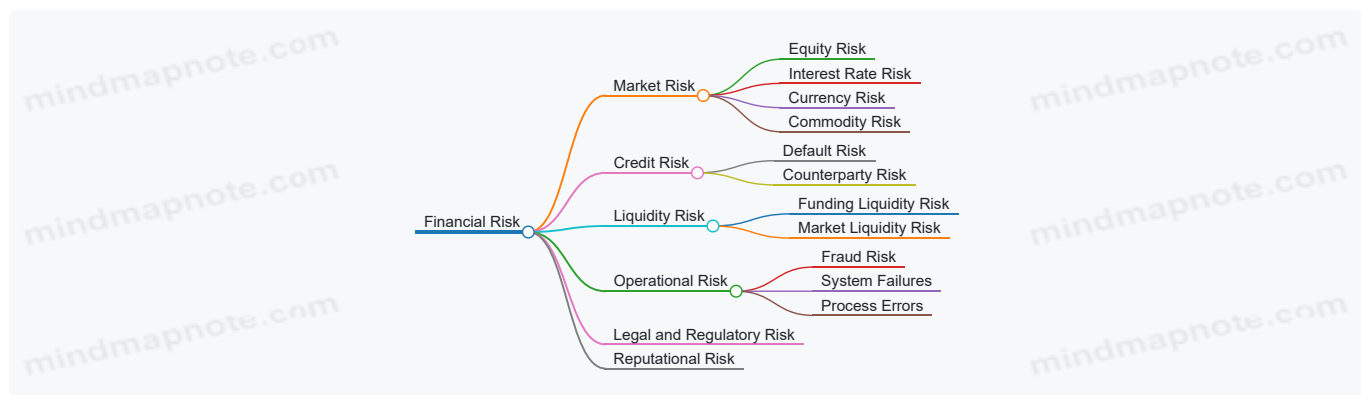 mindmapnote.com
mindmapnote.com
Equity Risk
Interest Rate Risk
Market Risk
Currency Risk
Commodity Risk
Default Risk
Credit Risk
Counterparty Risk
mindmapnote.com
mindmapnote.com
Funding Liquidity Risk
Liquidity Risk
Market Liquidity Risk
Financial Risk
Fraud Risk
Operational Risk
System Failures
Process Errors
mindmapnote.com
mindmapnote.com
Legal and Regulatory Risk
Reputational Risk